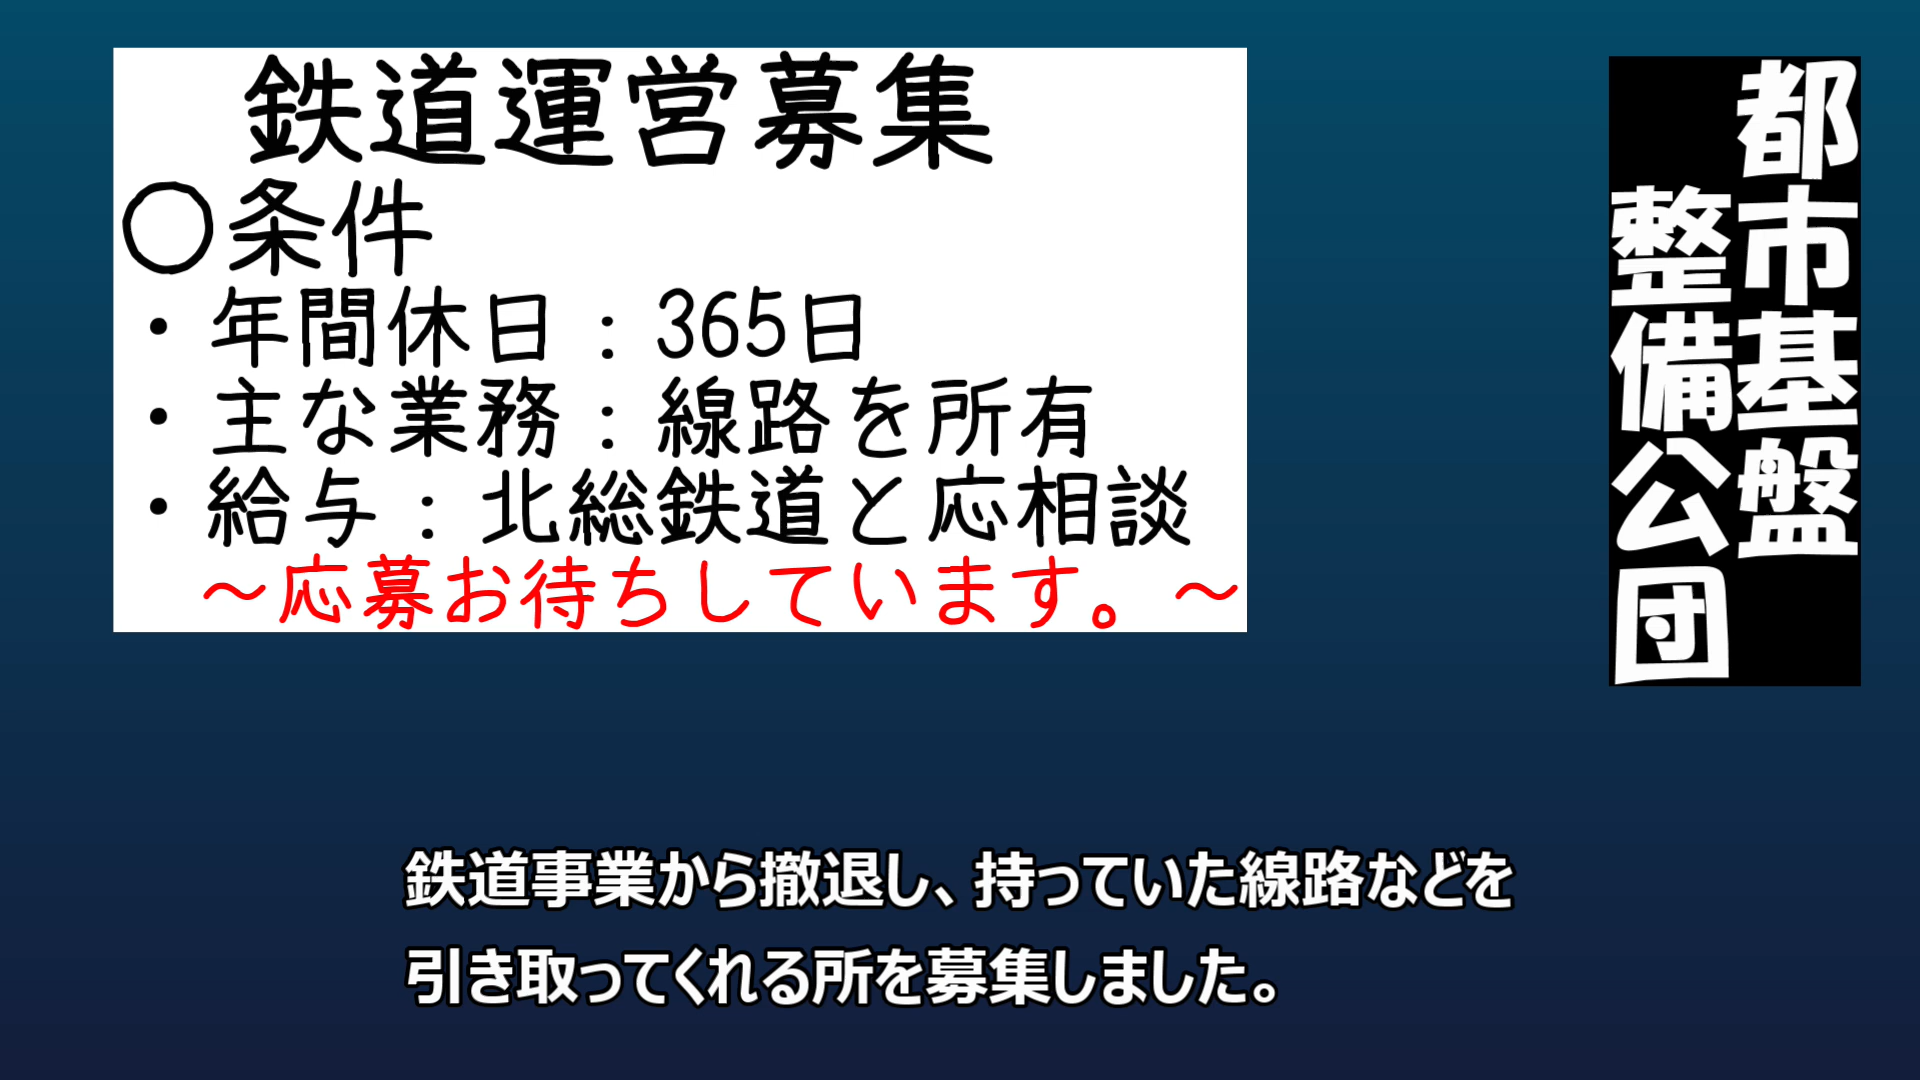 鉄道運営募集
○条件
・年間休日：365日
・主な業務：線路を所有
・給与：北総鉄道と応相談
～応募お待ちしています。～
都市基盤
整備公団
鉄道事業から撤退し、持っていた線路などを
引き取ってくれる所を募集しました。